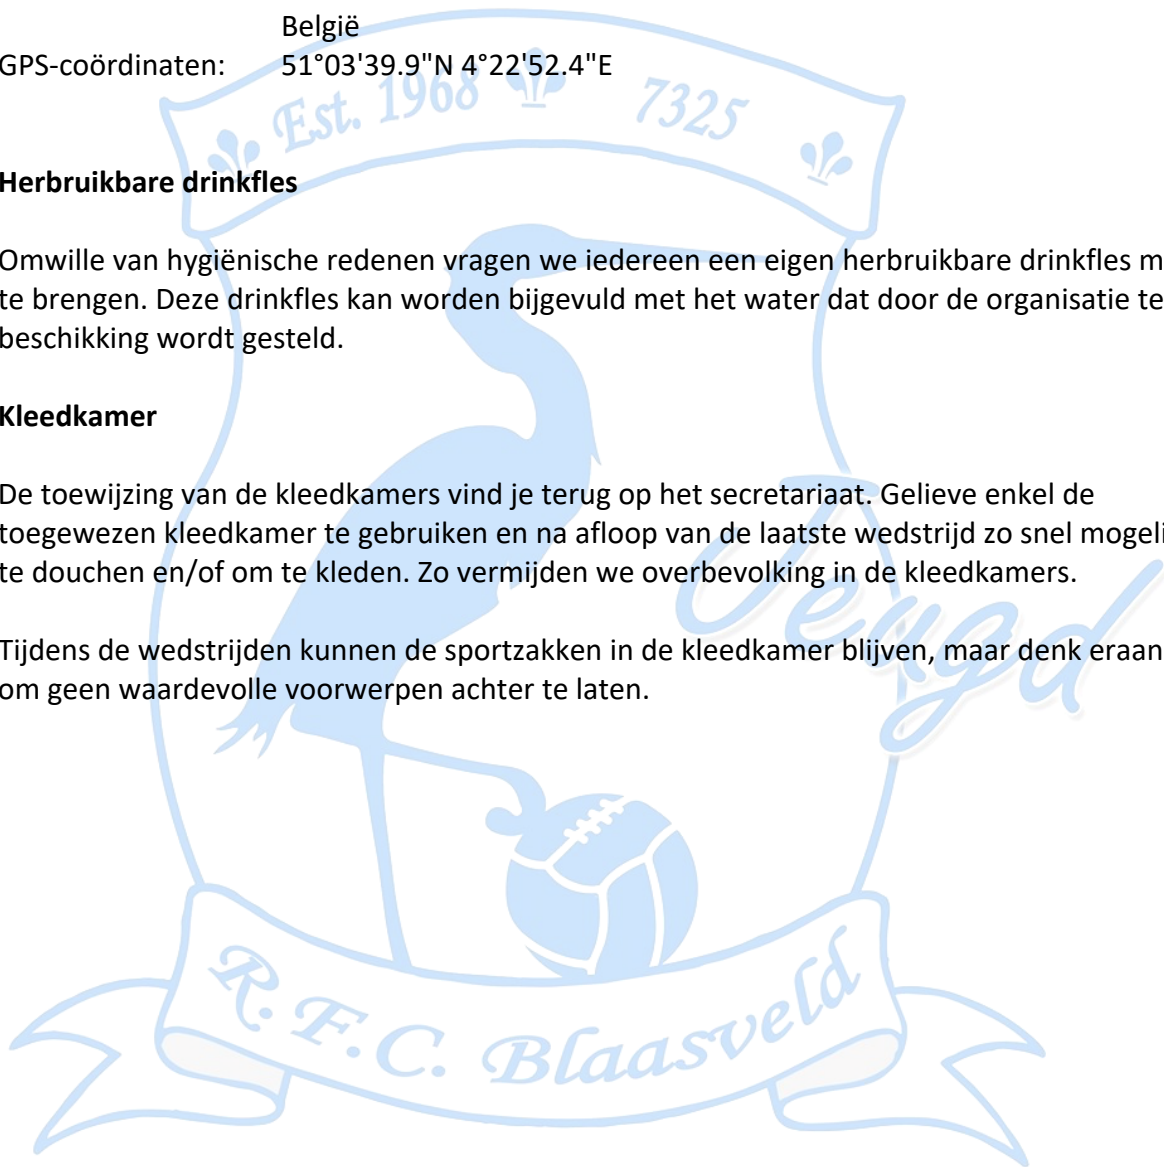 België
GPS-coördinaten: 51°03'39.9"N 4°22'52.4"E
Est. 1968 7325
Herbruikbare drinkfles
Omwille van hygiënische redenen vragen we iedereen een eigen herbruikbare drinkfles m
te brengen. Deze drinkfles kan worden bijgevuld met het water dat door de organisatie te
beschikking wordt gesteld.
Kleedkamer
De toewijzing van de kleedkamers vind je terug op het secretariaat. Gelieve enkel de
toegewezen kleedkamer te gebruiken en na afloop van de laatste wedstrijd zo snel mogeli
te douchen en/of om te kleden. Zo vermijden we overbevolking in de kleedkamers.
Jeugd
Tijdens de wedstrijden kunnen de sportzakken in de kleedkamer blijven, maar denk eraan
om geen waardevolle voorwerpen achter te laten.
R.F.C. Blaasveld